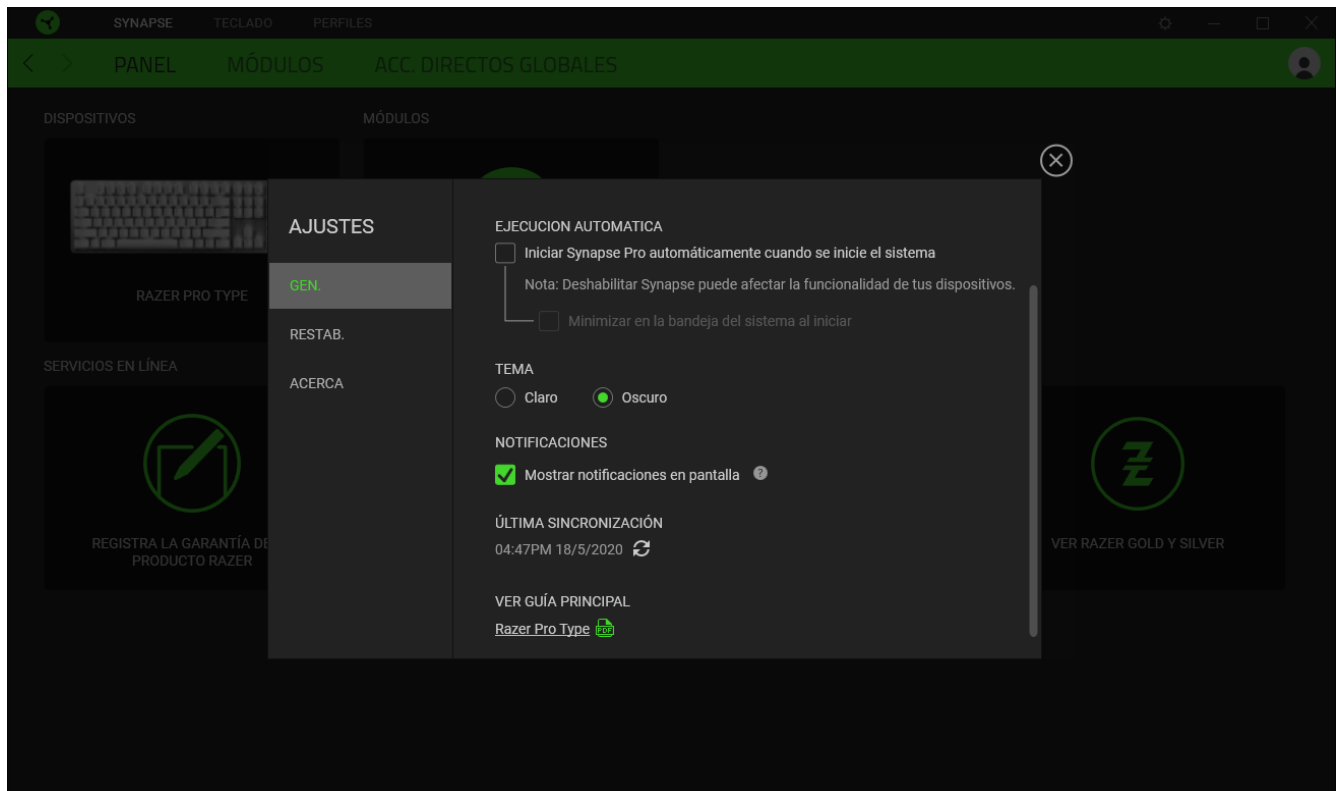 SYNAPSE TECLADO PERFILES
PANEL MÓDULOS ACC. DIRECTOS GLOBALES
DISPOSITIVOS MÓDULOS
RAZER PRO TYPE
SERVICIOS EN LÍNEA
REGISTRA LA GARANTÍA DE
PRODUCTO RAZER
VER RAZER GOLD Y SILVER
AJUSTES
GEN.
RESTAB.
ACERCA
EJECUCION AUTOMATICA
Iniciar Synapse Pro automáticamente cuando se inicie el sistema
Nota: Deshabilitar Synapse puede afectar la funcionalidad de tus dispositivos.
Minimizar en la bandeja del sistema al iniciar
TEMA
Claro Oscuro
NOTIFICACIONES
Mostrar notificaciones en pantalla ?
ÚLTIMA SINCRONIZACIÓN
04:47PM 18/5/2020
VER GUÍA PRINCIPAL
Razer Pro Type PDF